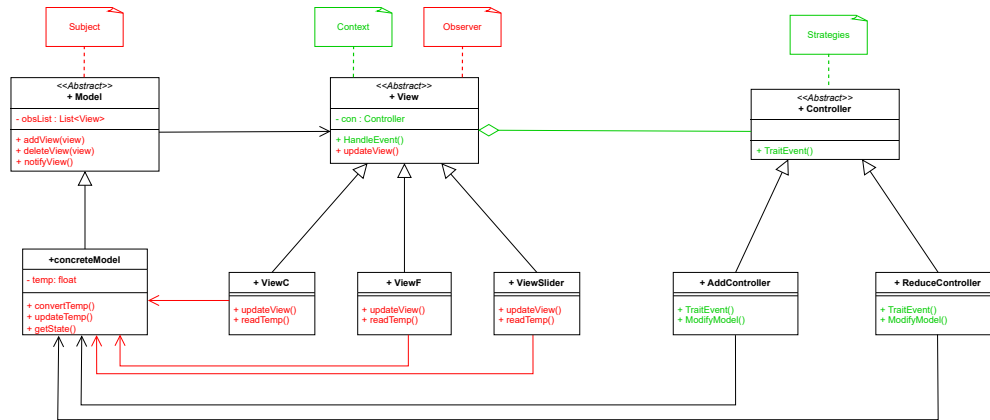 Subject
Context
Observer
Strategies
<<Abstract>>
+ Model
- obsList : List<View>
+ addView(view)
+ deleteView(view)
+ notifyView()
<<Abstract>>
+ View
- con : Controller
+ HandleEvent()
+ updateView()
<<Abstract>>
+ Controller
+ TraitEvent()
+concreteModel
- temp: float
+ convertTemp()
+ updateTemp()
+ getState()
+ ViewC
+ updateView()
+ readTemp()
+ ViewF
+ updateView()
+ readTemp()
+ ViewSlider
+ updateView()
+ readTemp()
+ AddController
+ TraitEvent()
+ ModifyModel()
+ ReduceController
+ TraitEvent()
+ ModifyModel()